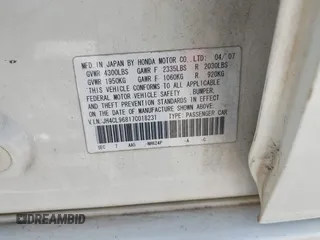 MFD. IN JAPAN BY HONDA MOTOR CO., LTD. 04/07
GVWR 4300LBS GAWR F 2335LBS R 2030LBS
GVWR 1950KG GAWR F 1060KG R 920KG
THIS VEHICLE CONFORMS TO ALL APPLICABLE
FEDERAL MOTOR VEHICLE SAFETY, BUMPER,
AND THEFT PREVENTION STANDARDS IN EFFECT
ON THE DATE OF MANUFACTURE SHOWN ABOVE.
V.I.N: JH4CL96817C018231 TYPE: PASSENGER CAR
© AUTOBIDMASTER